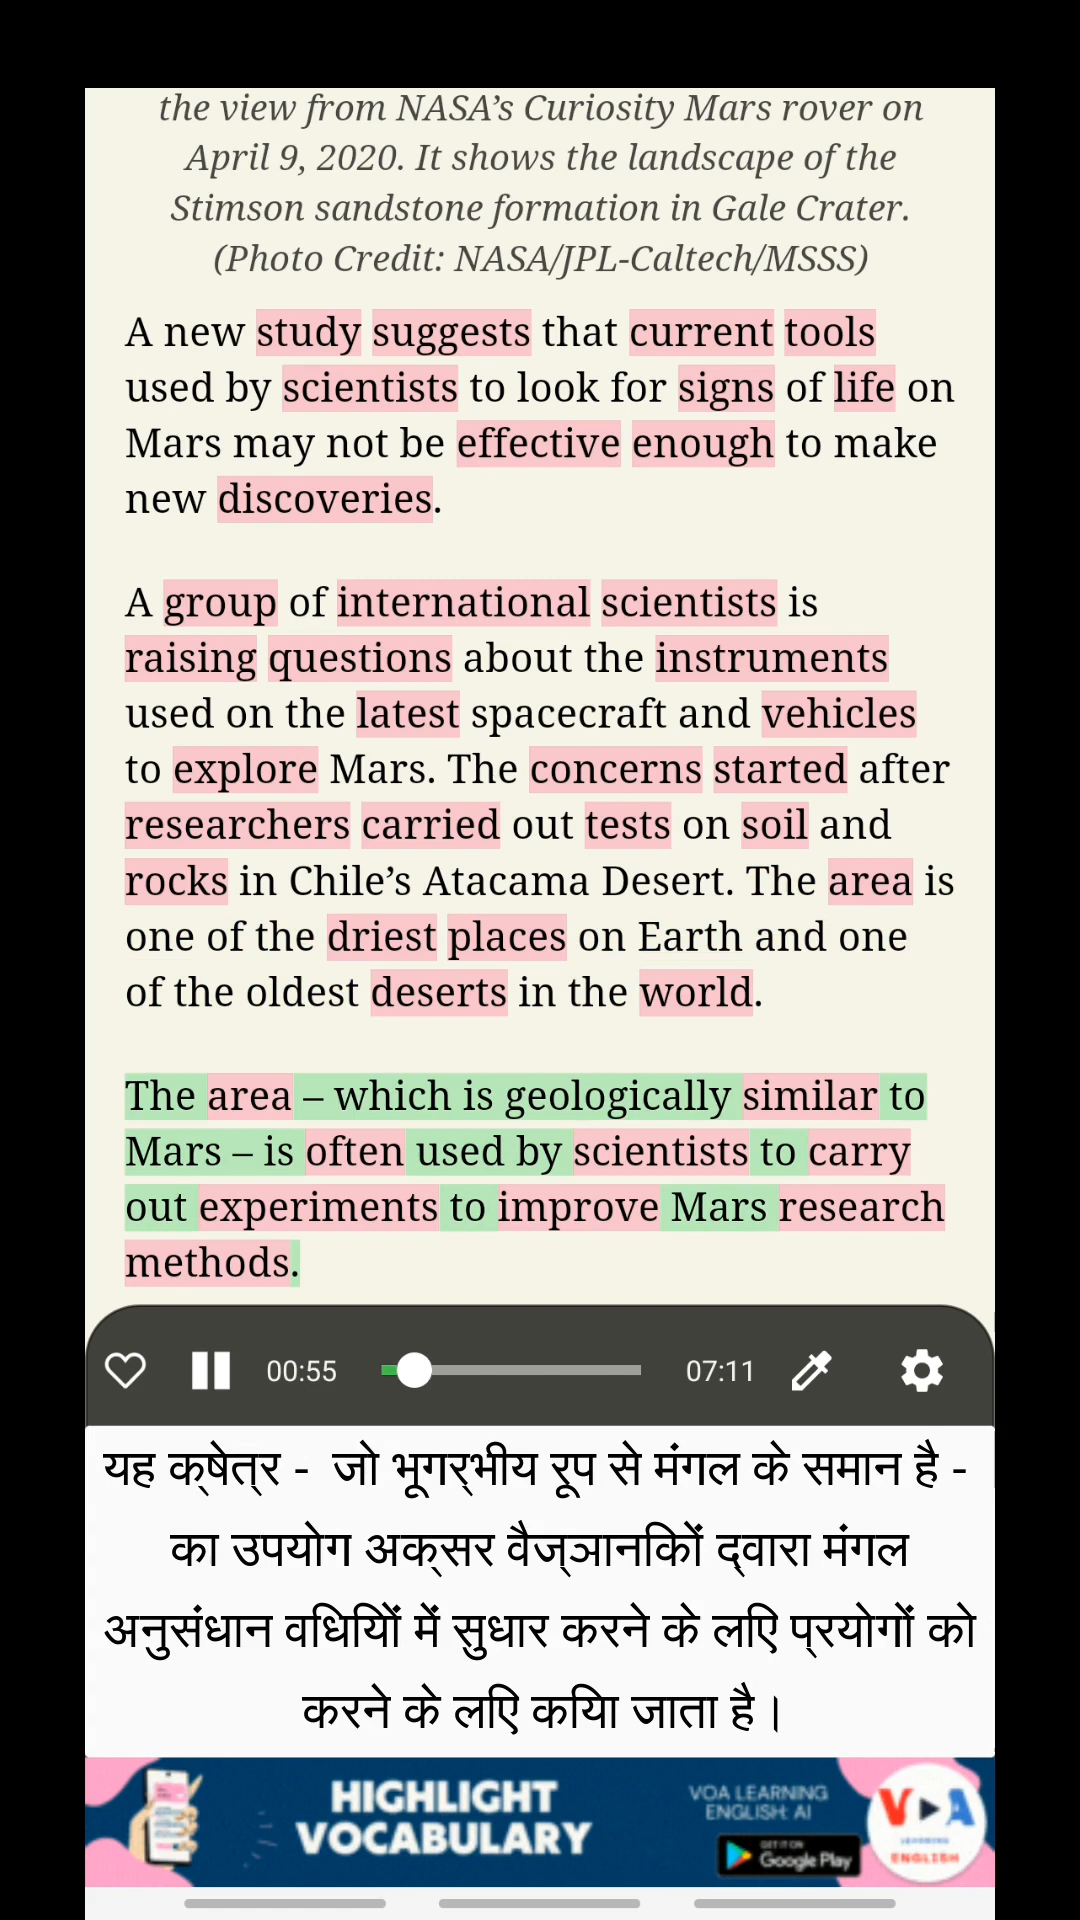 the view from NASA’s Curiosity Mars rover on
April 9, 2020. It shows the landscape of the
Stimson sandstone formation in Gale Crater.
(Photo Credit: NASA/JPL-Caltech/MSSS)
A new study suggests that current tools
used by scientists to look for signs of life on
Mars may not be effective enough to make
new discoveries.
A group of international scientists is
raising questions about the instruments
used on the latest spacecraft and vehicles
to explore Mars. The concerns started after
researchers carried out tests on soil and
rocks in Chile’s Atacama Desert. The area is
one of the driest places on Earth and one
of the oldest deserts in the world.
The area – which is geologically similar to
Mars – is often used by scientists to carry
out experiments to improve Mars research
methods.
00:55 07:11
यह क्षेत्र - जो भूगर्भीय रूप से मंगल के समान है -
का उपयोग अक्सर वैज्ञानिकों द्वारा मंगल
अनुसंधान विधियों में सुधार करने के लिए प्रयोगों को
करने के लिए किया जाता है।
HIGHLIGHT
VOCABULARY
VOA LEARNING
ENGLISH: AI
GET IT ON
Google Play
VOA
LEARNING
ENGLISH